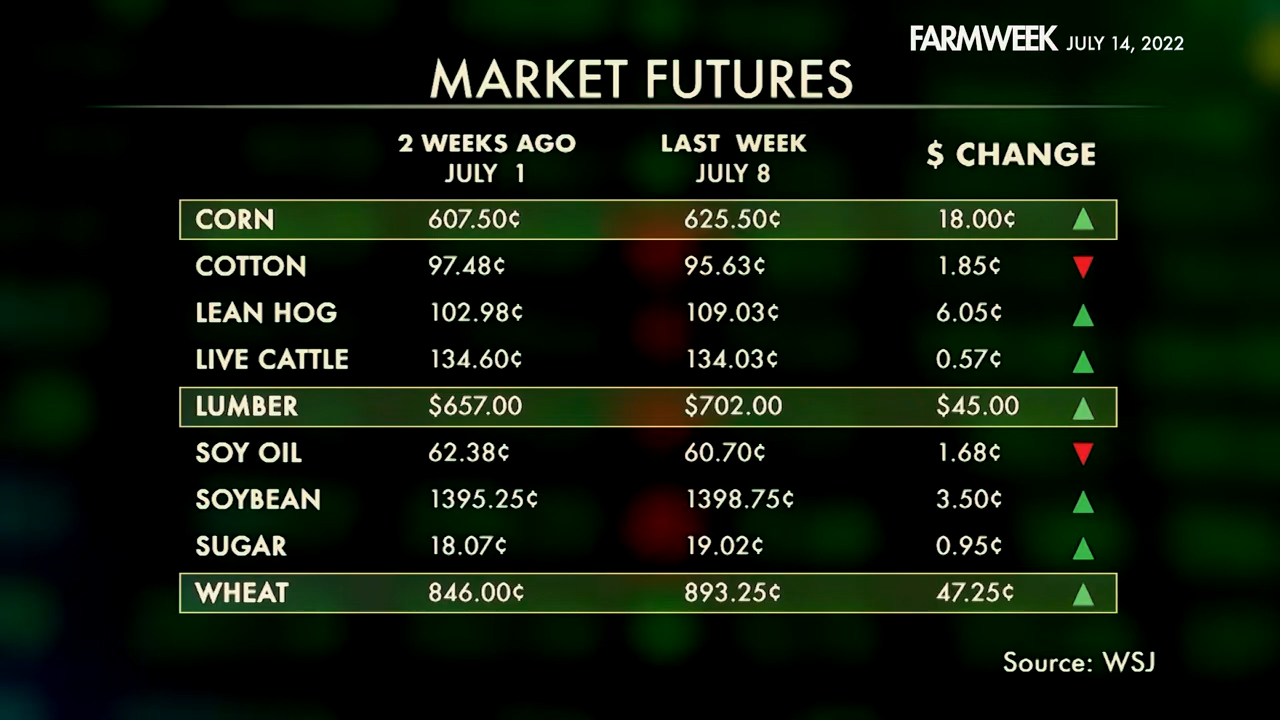 FARMWEEK JULY 14, 2022
MARKET FUTURES
2 WEEKS AGO LAST WEEK $ CHANGE
JULY 1 JULY 8
CORN 607.50¢ 625.50¢ 18.00¢ ▲
COTTON 97.48¢ 95.63¢ 1.85¢ ▼
LEAN HOG 102.98¢ 109.03¢ 6.05¢ ▲
LIVE CATTLE 134.60¢ 134.03¢ 0.57¢ ▲
LUMBER $657.00 $702.00 $45.00 ▲
SOY OIL 62.38¢ 60.70¢ 1.68¢ ▼
SOYBEAN 1395.25¢ 1398.75¢ 3.50¢ ▲
SUGAR 18.07¢ 19.02¢ 0.95¢ ▲
WHEAT 846.00¢ 893.25¢ 47.25¢ ▲
Source: WSJ